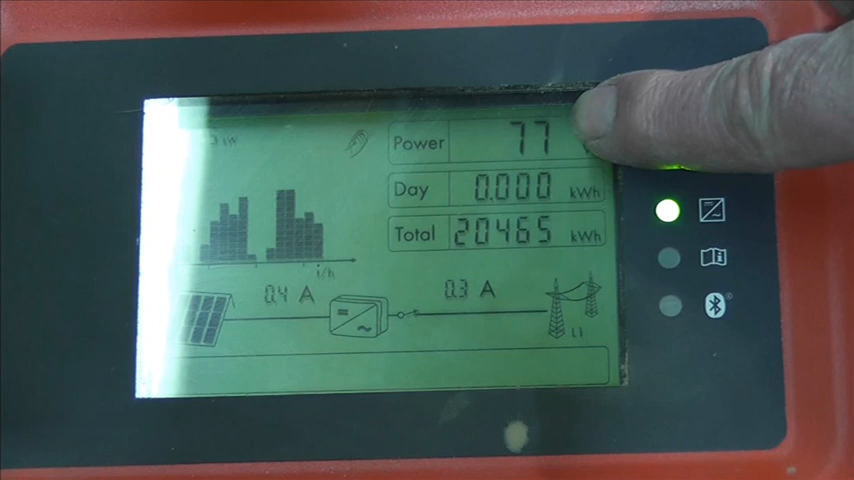 Power 77
Day 0.000 kWh
Total 20465 kWh
i/h
0.4 A
0.3 A
L1